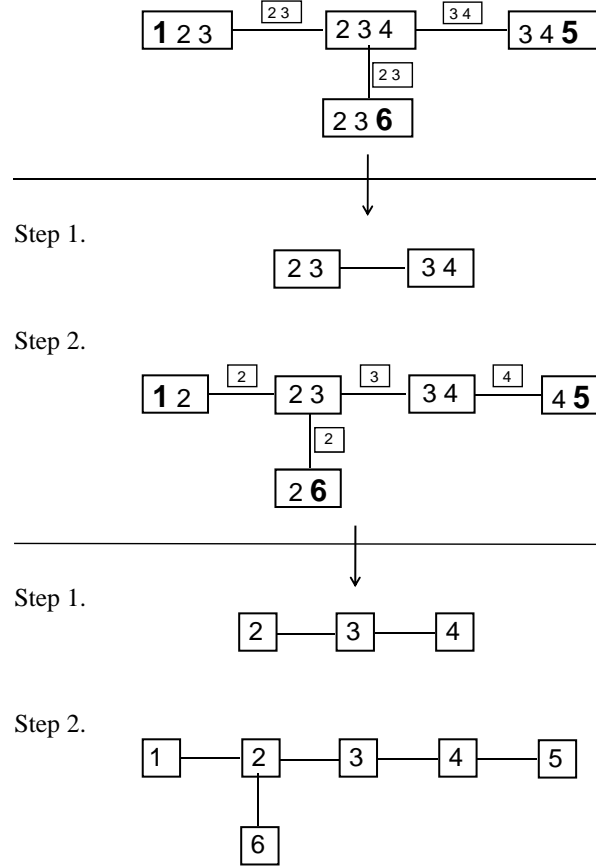 2 3 3 4
1 2 3 2 3 4 3 4 5
2 3
2 3 6
Step 1.
2 3 3 4
Step 2.
2 3 4
1 2 2 3 3 4 4 5
2
2 6
Step 1.
2 3 4
Step 2.
1 2 3 4 5
6